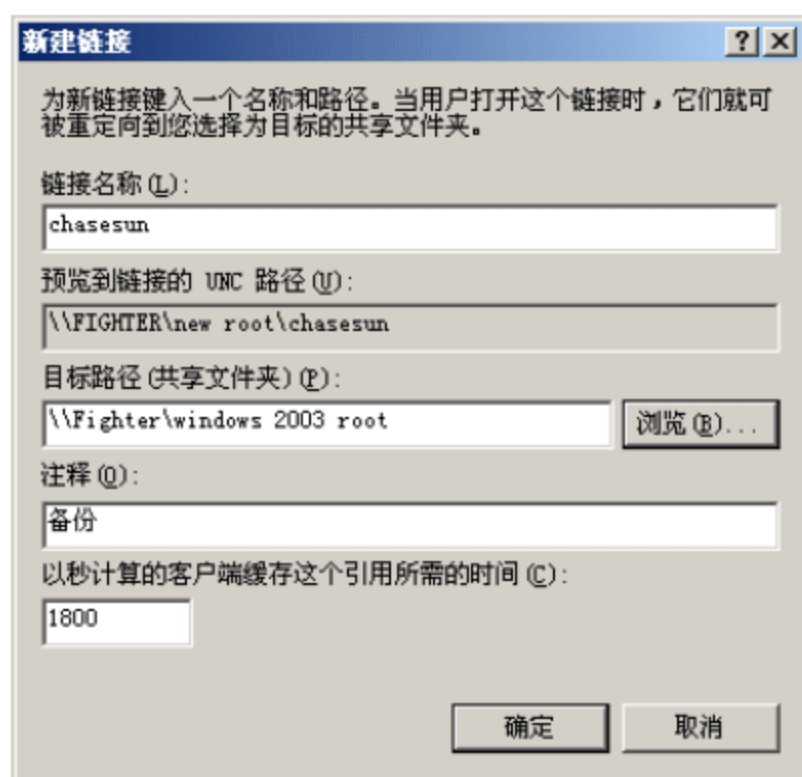 新建链接
为新链接键入一个名称和路径。当用户打开这个链接时，它们就可
被重定向到您选择为目标的共享文件夹。
链接名称(L):
chasesun
预览到链接的 UNC 路径(U):
\\FIGHTER\new root\chasesun
目标路径(共享文件夹)(P):
\\Fighter\windows 2003 root
浏览(B)...
注释(O):
备份
以秒计算的客户端缓存这个引用所需的时间(C):
1800
确定
取消